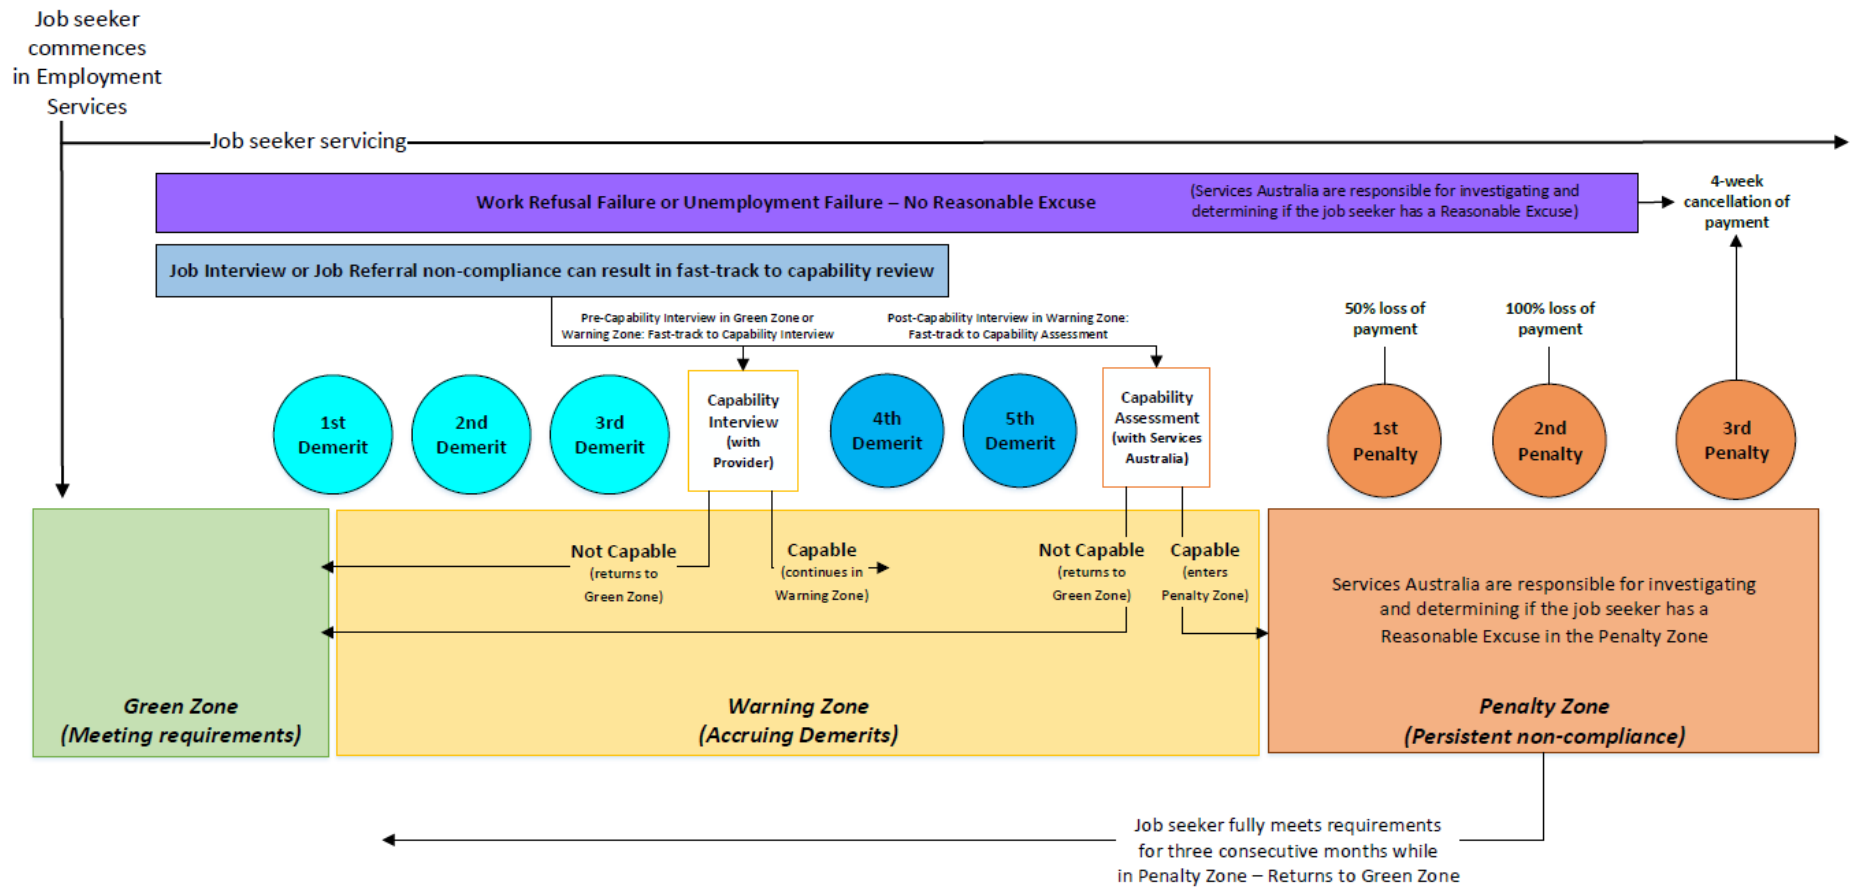 Job seeker
commences
in Employment
Services
Job seeker servicing
Work Refusal Failure or Unemployment Failure – No Reasonable Excuse
(Services Australia are responsible for investigating and
determining if the job seeker has a Reasonable Excuse)
4-week
cancellation of
payment
Job Interview or Job Referral non-compliance can result in fast-track to capability review
Pre-Capability Interview in Green Zone or
Warning Zone: Fast-track to Capability Interview
Post-Capability Interview in Warning Zone:
Fast-track to Capability Assessment
50% loss of
payment
100% loss of
payment
1st
Demerit
2nd
Demerit
3rd
Demerit
Capability
Interview
(with
Provider)
4th
Demerit
5th
Demerit
Capability
Assessment
(with Services
Australia)
1st
Penalty
2nd
Penalty
3rd
Penalty
Not Capable
(returns to
Green Zone)
Capable
(continues in
Warning Zone)
Not Capable
(returns to
Green Zone)
Capable
(enters
Penalty Zone)
Services Australia are responsible for investigating
and determining if the job seeker has a
Reasonable Excuse in the Penalty Zone
Green Zone
(Meeting requirements)
Warning Zone
(Accruing Demerits)
Penalty Zone
(Persistent non-compliance)
Job seeker fully meets requirements
for three consecutive months while
in Penalty Zone – Returns to Green Zone